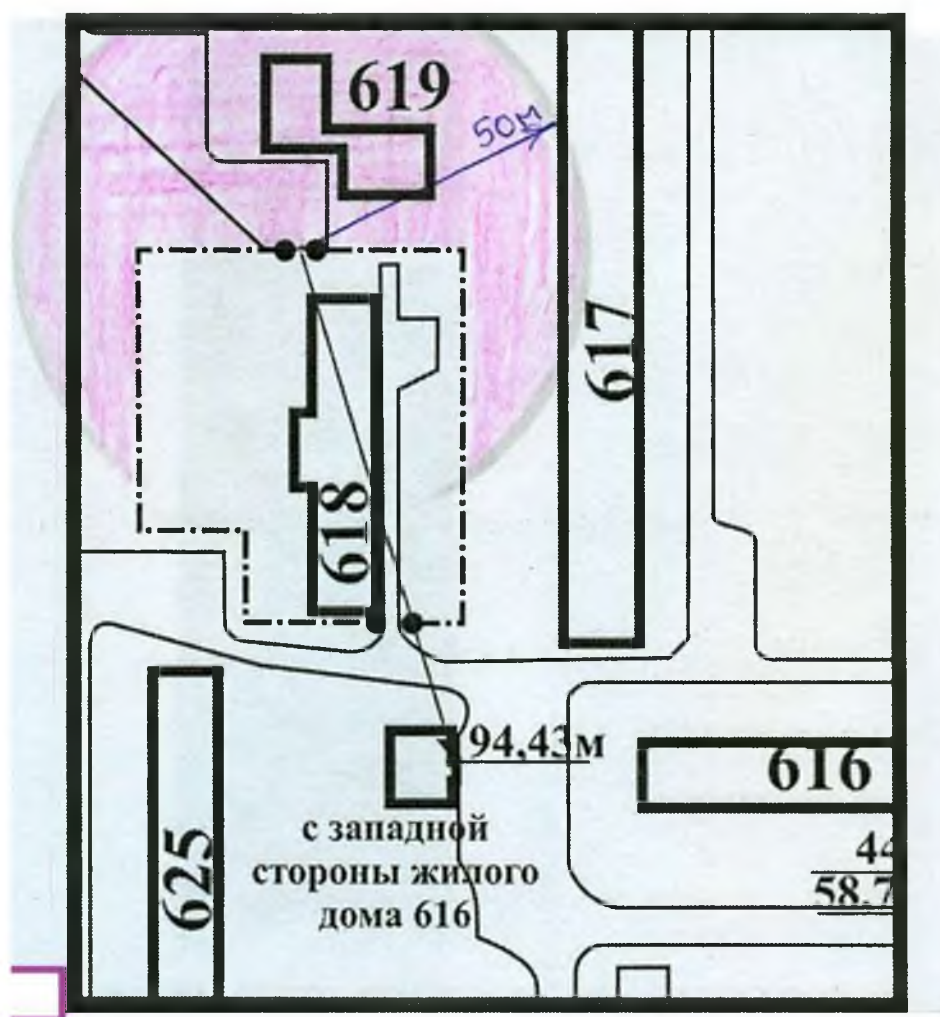 619
50м
617
618
94,43м
616
с западной
стороны жилого
дома 616
625
44
58.7